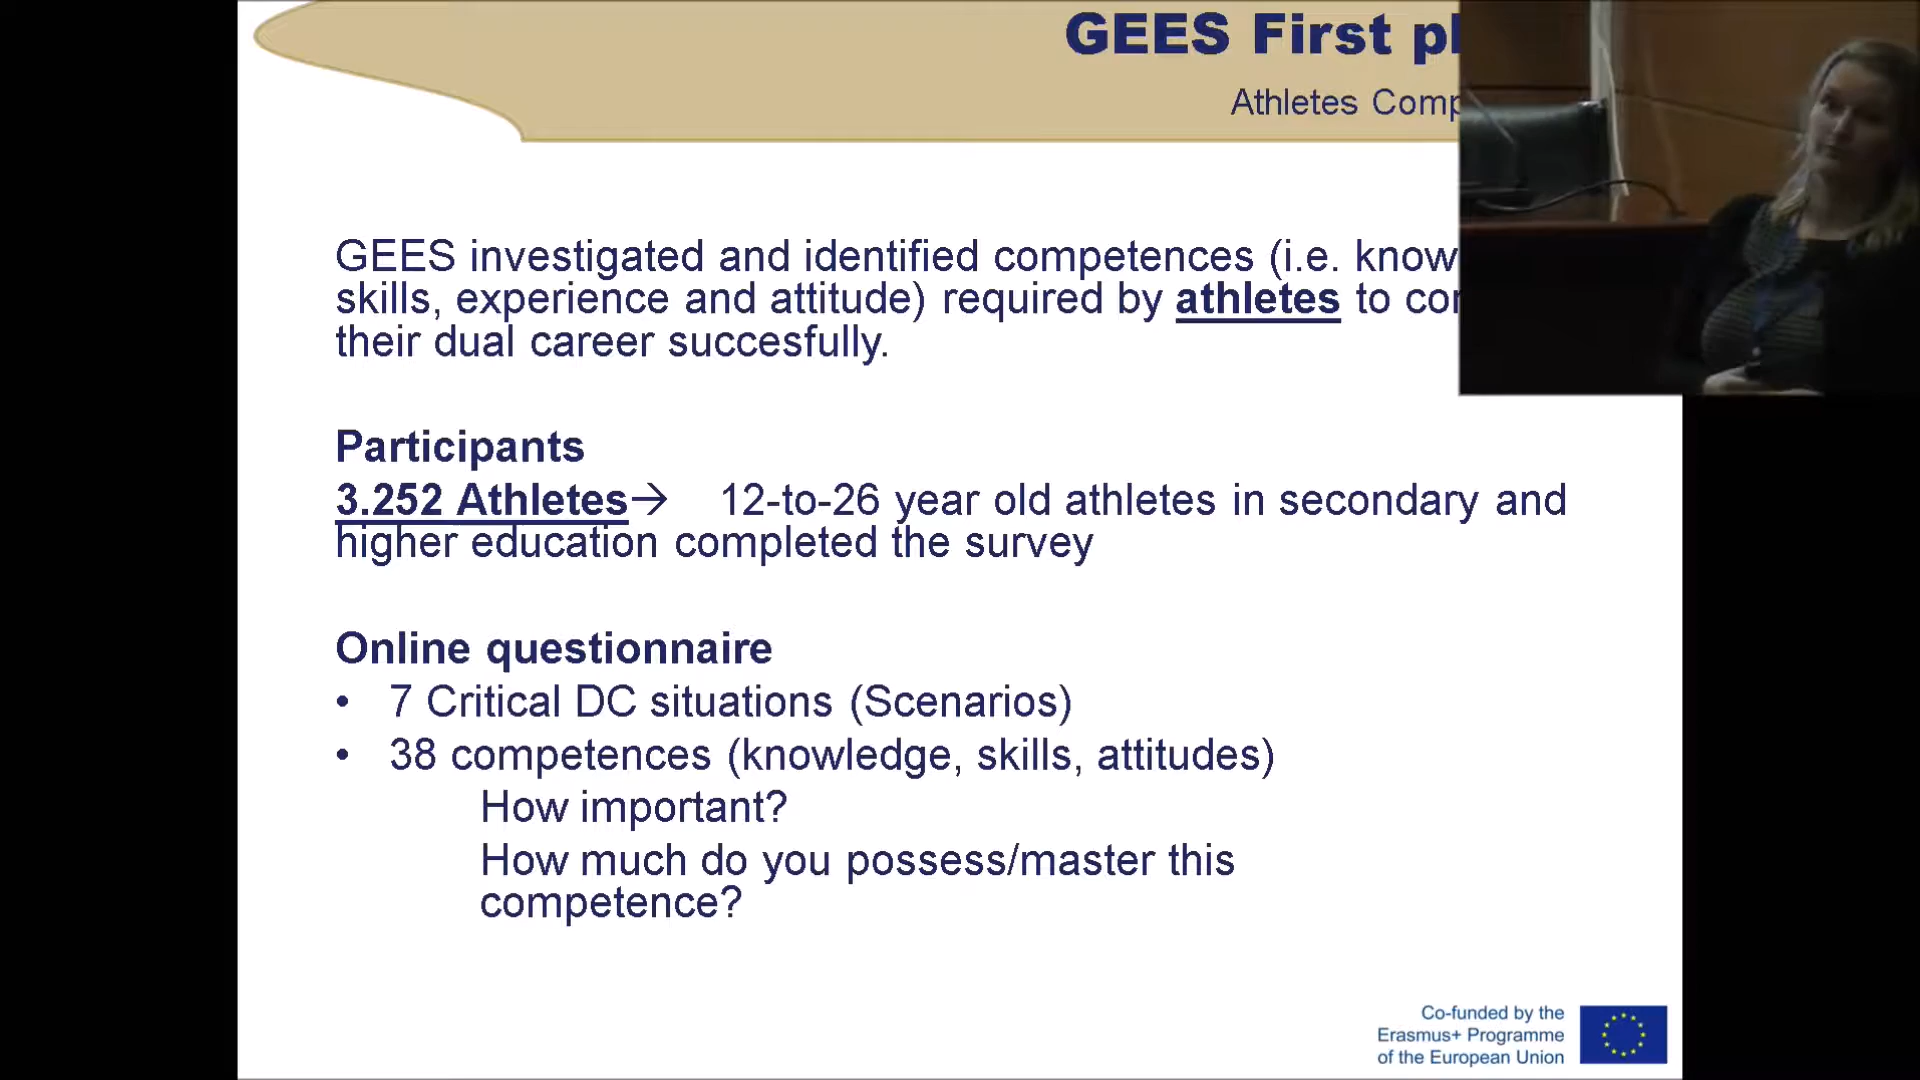 GEES First
Athletes
GEES investigated and identified competences (i.e.
skills, experience and attitude) required by athletes to
their dual career succesfully.
Participants
3.252 Athletes→ 12-to-26 year old athletes in secondary and
higher education completed the survey
Online questionnaire
• 7 Critical DC situations (Scenarios)
• 38 competences (knowledge, skills, attitudes)
How important?
How much do you possess/master this
competence?
Co-funded by the
Erasmus+ Programme
of the European Union